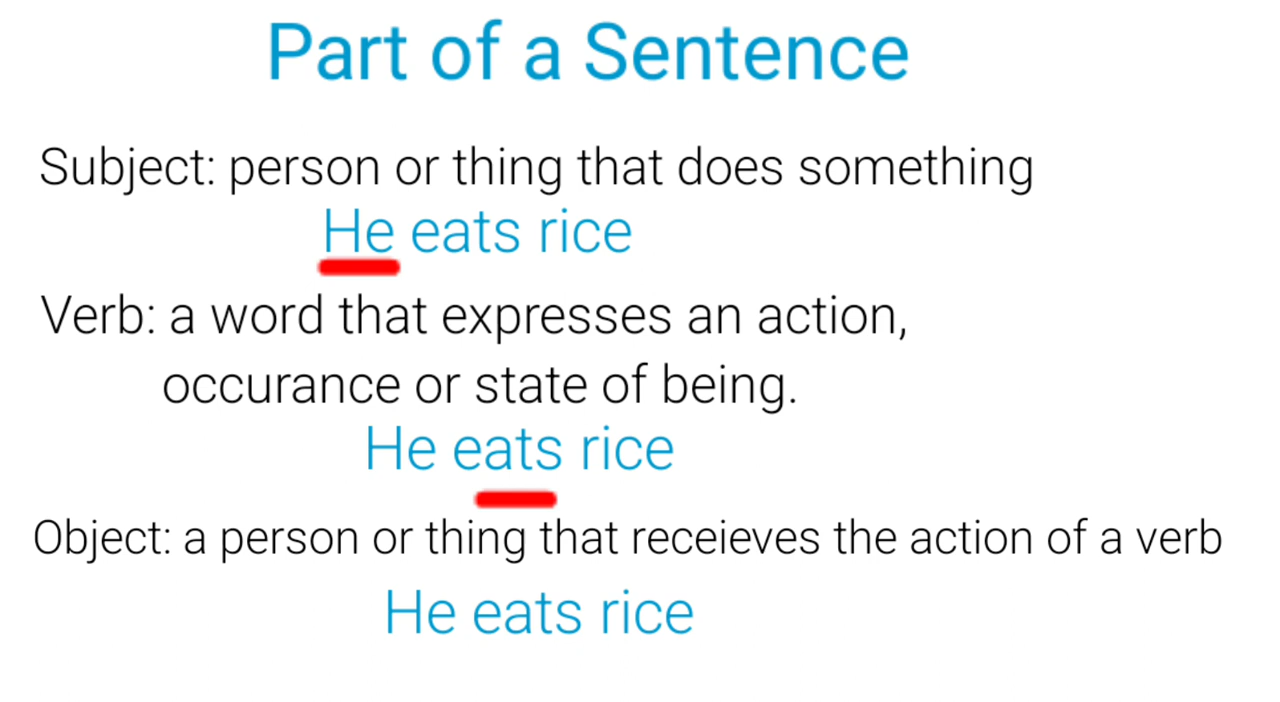 Part of a Sentence
Subject: person or thing that does something
He eats rice
Verb: a word that expresses an action,
occurance or state of being.
He eats rice
Object: a person or thing that receieves the action of a verb
He eats rice